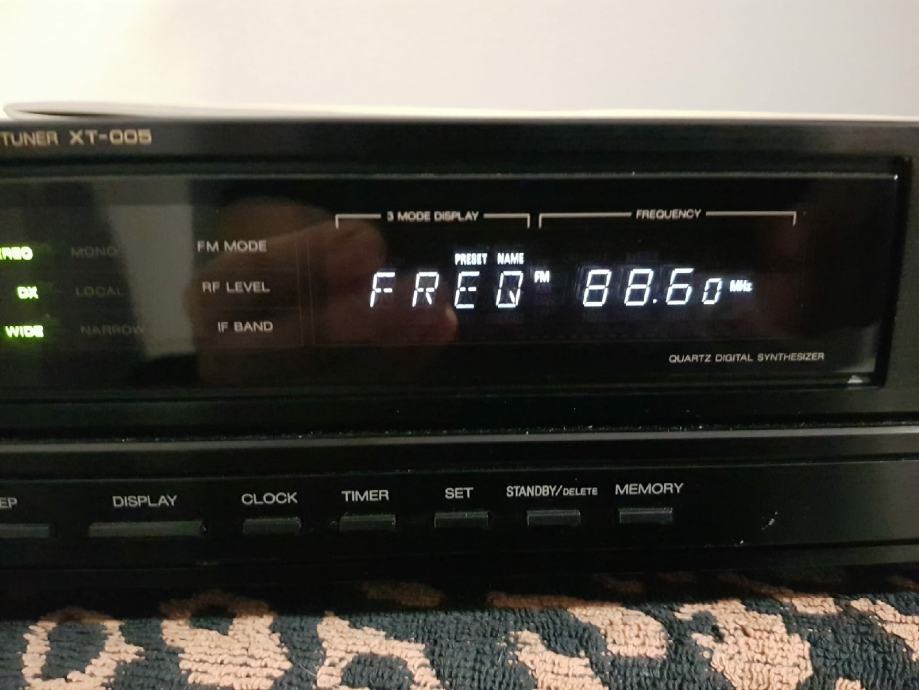 TUNER XT-005
3 MODE DISPLAY FREQUENCY
MONO FM MODE
PRESET NAME
DX LOCAL RF LEVEL
FREQ FM 88.60 MHz
WIDE NARROW IF BAND
QUARTZ DIGITAL SYNTHESIZER
DISPLAY CLOCK TIMER SET STANDBY/DELETE MEMORY